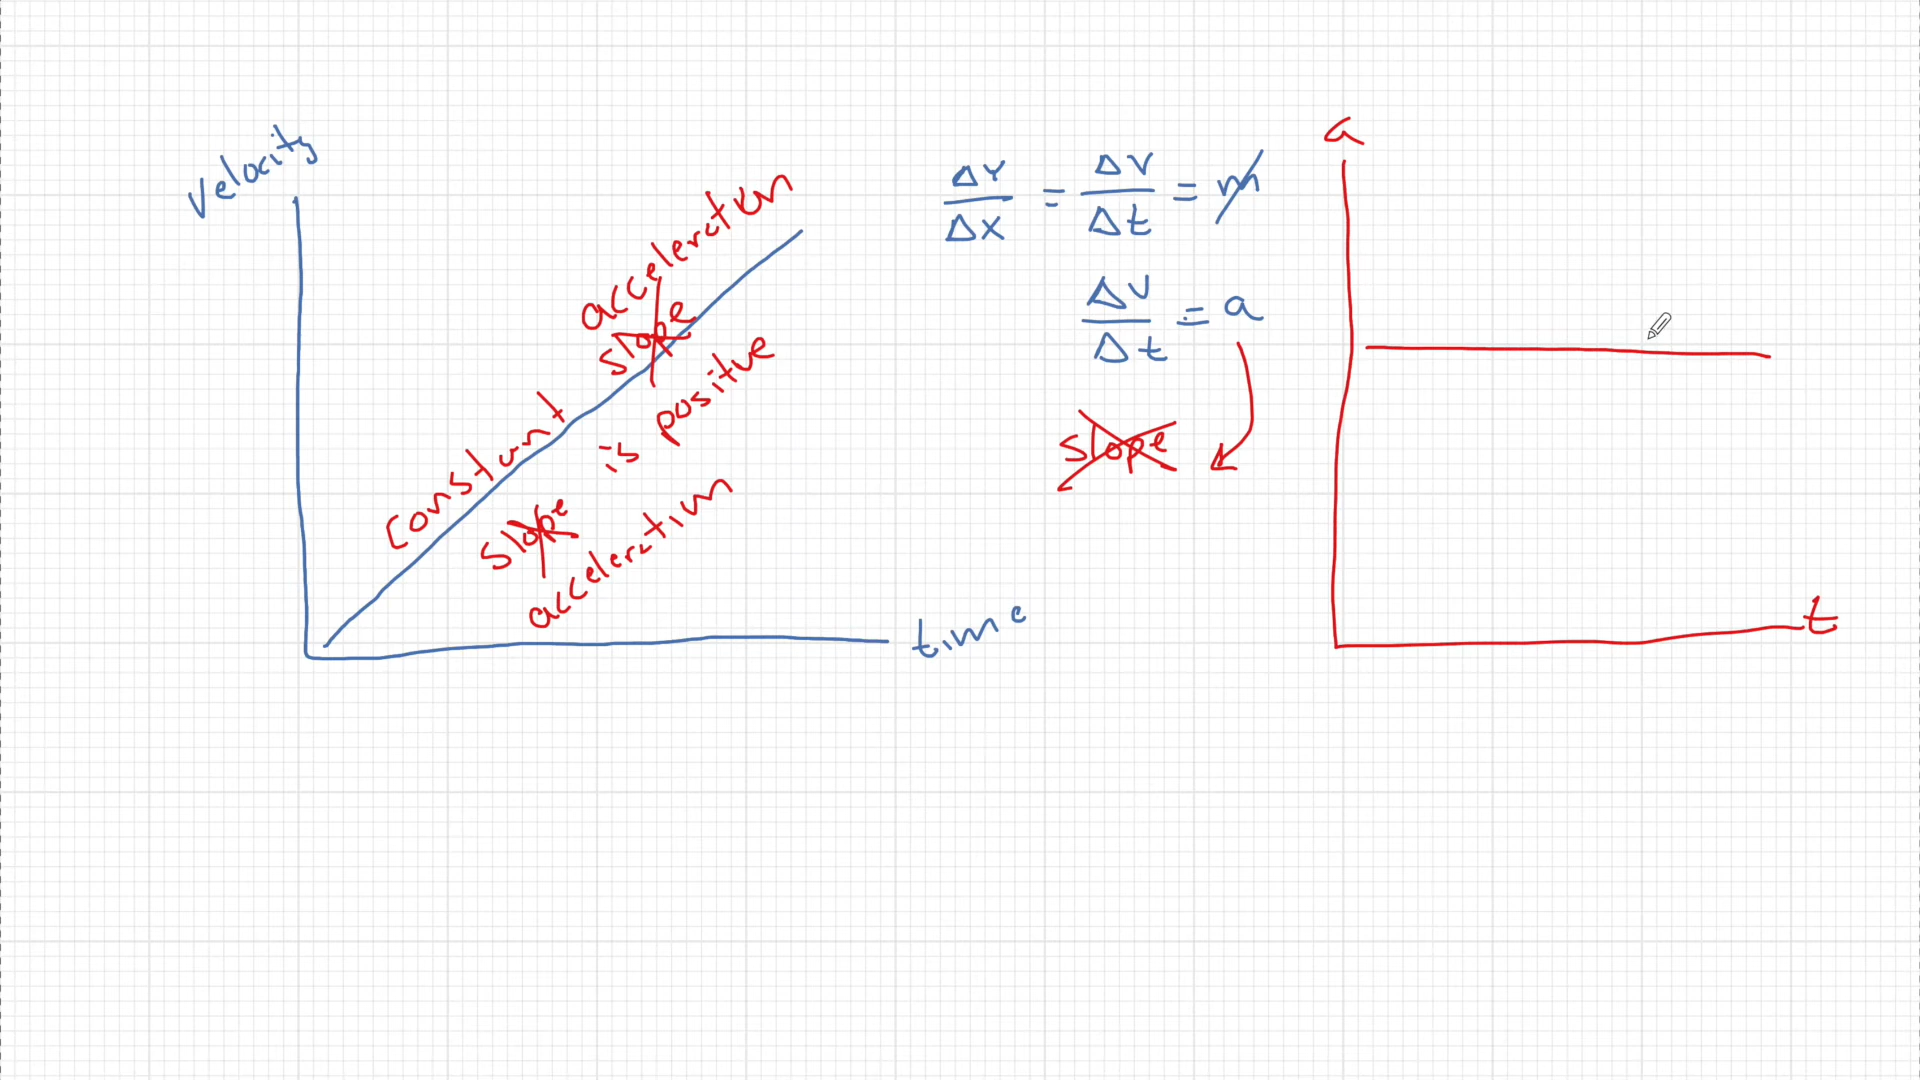 Velocity
constant slope acceleration
slope is positive
acceleration
time
ΔY/ΔX = ΔV/Δt = m
ΔV/Δt = a
slope
a
t